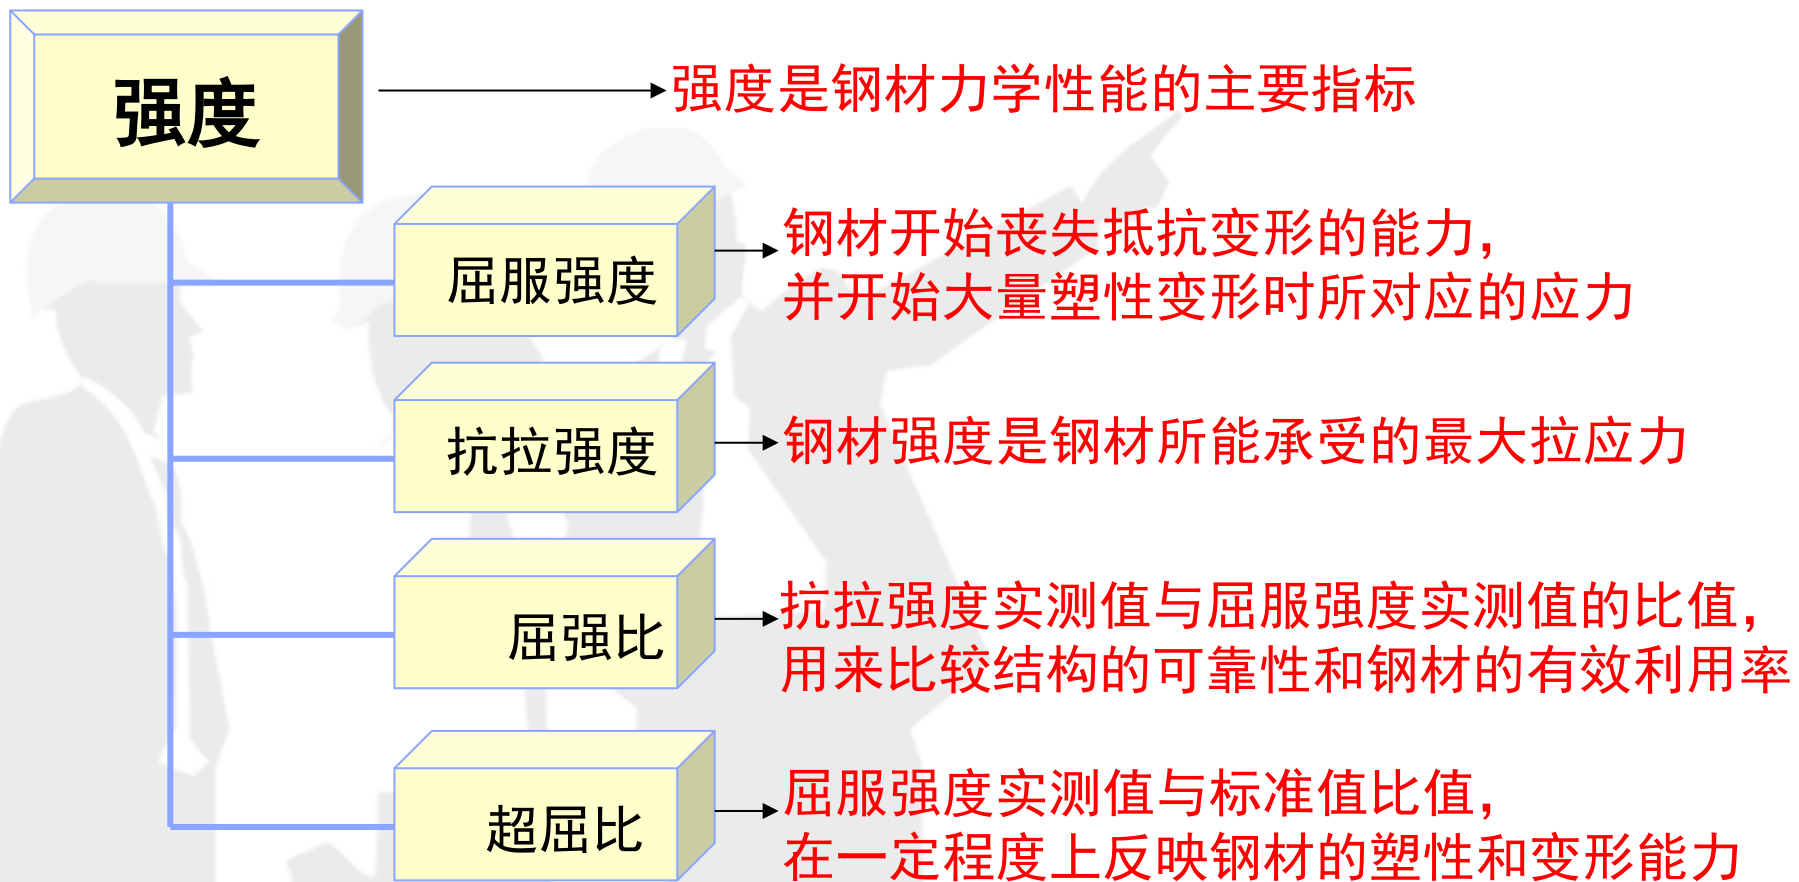 强度
强度是钢材力学性能的主要指标
屈服强度
钢材开始丧失抵抗变形的能力，
并开始大量塑性变形时所对应的应力
抗拉强度
钢材强度是钢材所能承受的最大拉应力
屈强比
抗拉强度实测值与屈服强度实测值的比值，
用来比较结构的可靠性和钢材的有效利用率
超屈比
屈服强度实测值与标准值比值，
在一定程度上反映钢材的塑性和变形能力